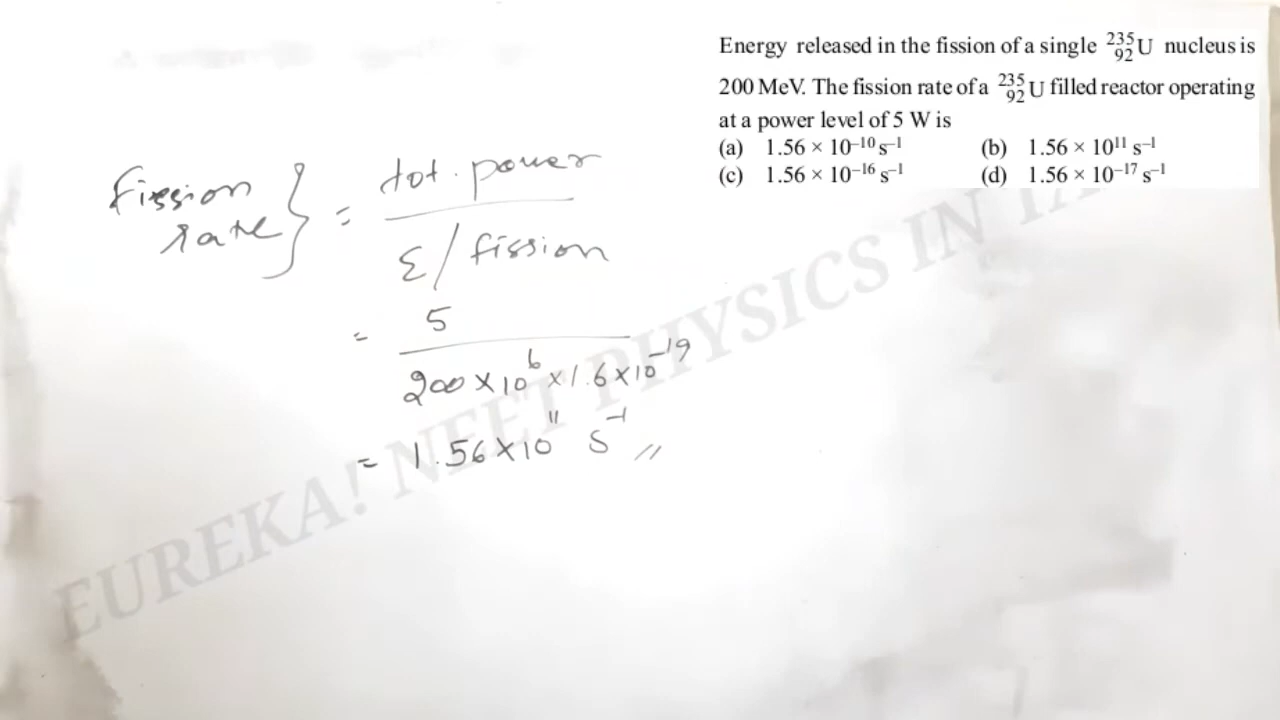 Energy released in the fission of a single ²³⁵₉₂U nucleus is
200 MeV. The fission rate of a ²³⁵₉₂U filled reactor operating
at a power level of 5 W is
(a) 1.56 × 10⁻¹⁰ s⁻¹ (b) 1.56 × 10¹¹ s⁻¹
(c) 1.56 × 10⁻¹⁶ s⁻¹ (d) 1.56 × 10⁻¹⁷ s⁻¹
Fission rate } = tot. power
Ɛ / fission
= 5
200 × 10⁶ × 1.6 × 10⁻¹⁹
= 1.56 × 10¹¹ S⁻¹ //
EUREKA! NEET PHYSICS IN